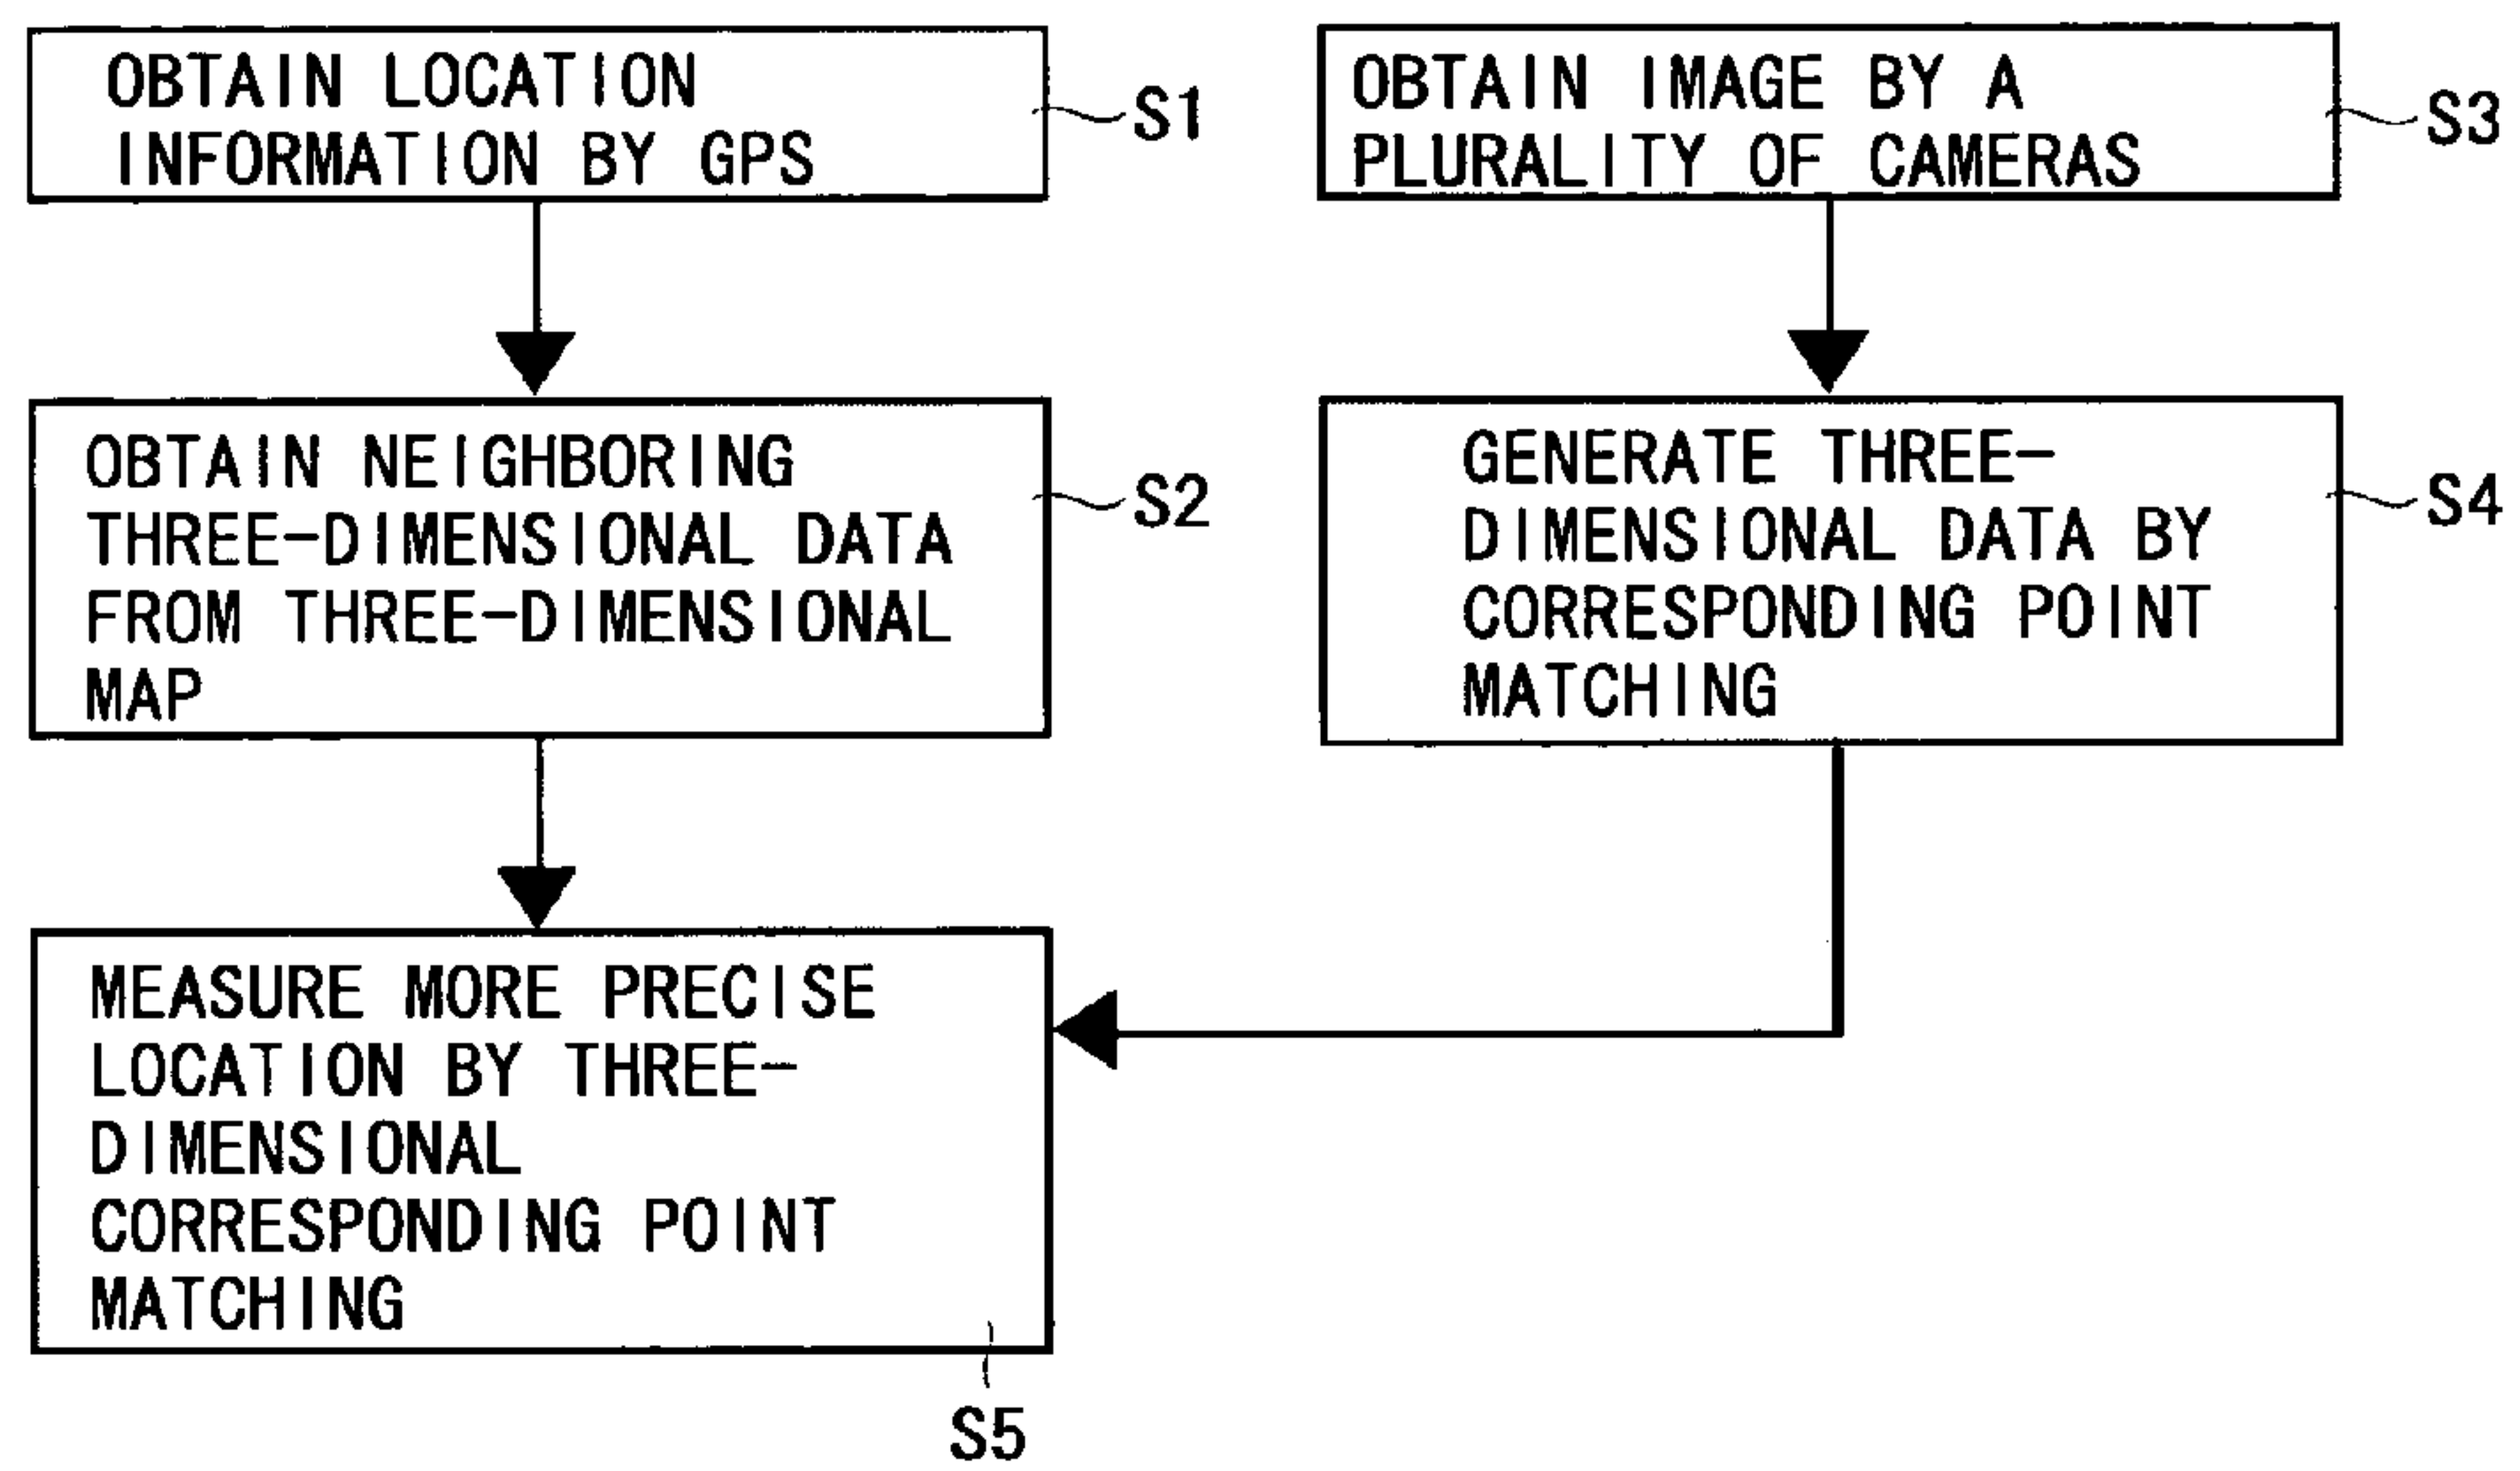 OBTAIN LOCATION
INFORMATION BY GPS
S1
OBTAIN IMAGE BY A
PLURALITY OF CAMERAS
S3
OBTAIN NEIGHBORING
THREE-DIMENSIONAL DATA
FROM THREE-DIMENSIONAL
MAP
S2
GENERATE THREE-
DIMENSIONAL DATA BY
CORRESPONDING POINT
MATCHING
S4
MEASURE MORE PRECISE
LOCATION BY THREE-
DIMENSIONAL
CORRESPONDING POINT
MATCHING
S5